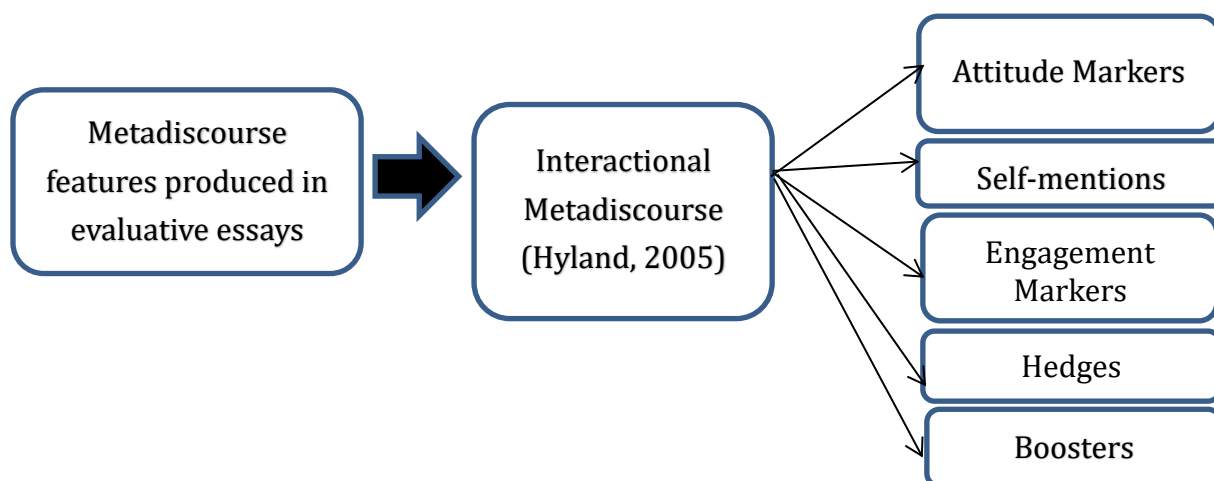 Metadiscourse
features produced in
evaluative essays
Interactional
Metadiscourse
(Hyland, 2005)
Attitude Markers
Self-mentions
Engagement
Markers
Hedges
Boosters